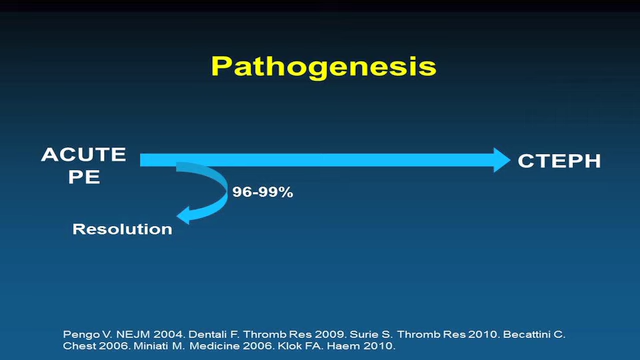 Pathogenesis
ACUTE
PE
CTEPH
96-99%
Resolution
Pengo V. NEJM 2004. Dentali F. Thromb Res 2009. Surie S. Thromb Res 2010. Becattini C.
Chest 2006. Miniati M. Medicine 2006. Klok FA. Haem 2010.